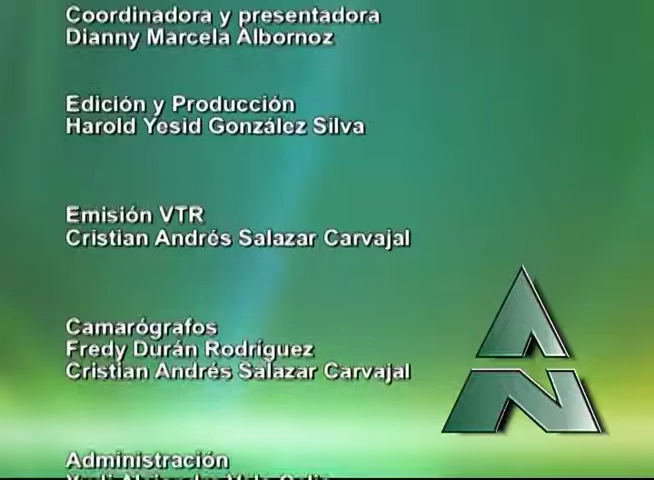 Coordinadora y presentadora
Dianny Marcela Albornoz
Edición y Producción
Harold Yesid González Silva
Emisión VTR
Cristian Andrés Salazar Carvajal
Camarógrafos
Fredy Durán Rodríguez
Cristian Andrés Salazar Carvajal
Administración